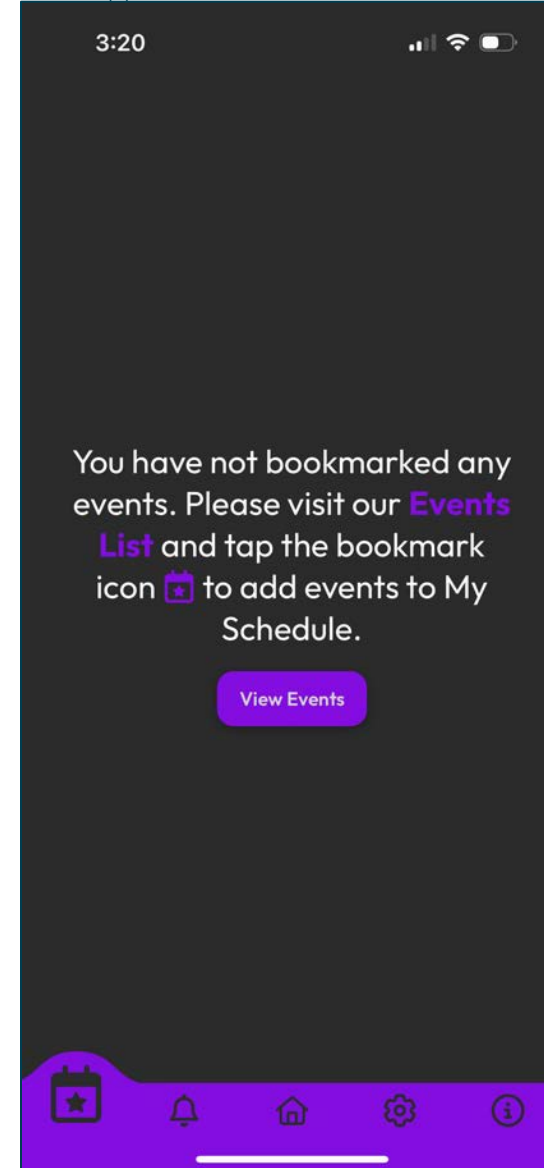 3:20
You have not bookmarked any
events. Please visit our Events
List and tap the bookmark
icon to add events to My
Schedule.
View Events